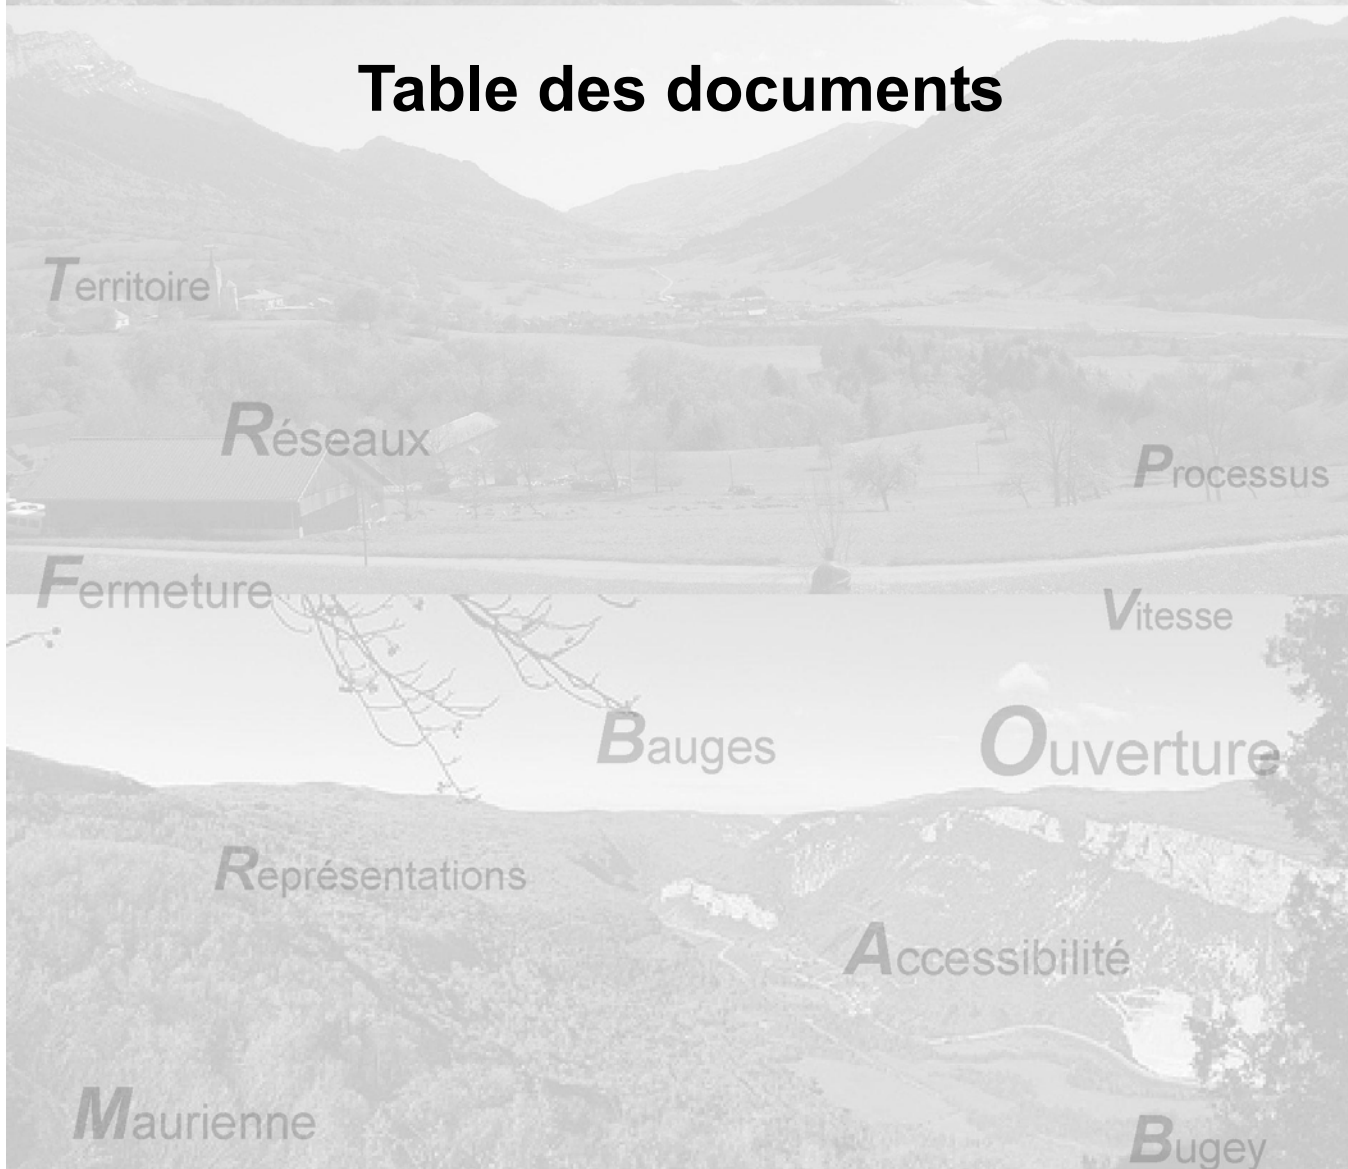 Table des documents
Territoire
Réseaux
Processus
Fermeture
Vitesse
Bauges
Ouverture
Représentations
Accessibilité
Maurienne
Bugey